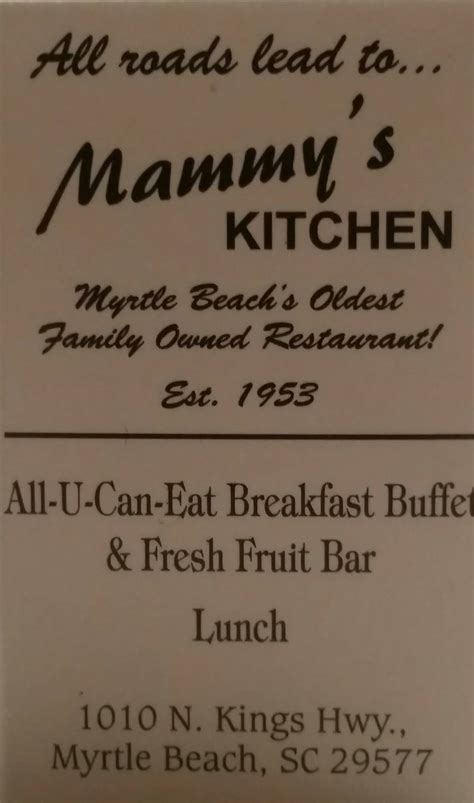 All roads lead to...
Mammy's
KITCHEN
Myrtle Beach's Oldest
Family Owned Restaurant!
Est. 1953
All-U-Can-Eat Breakfast Buffet
& Fresh Fruit Bar
Lunch
1010 N. Kings Hwy.,
Myrtle Beach, SC 29577